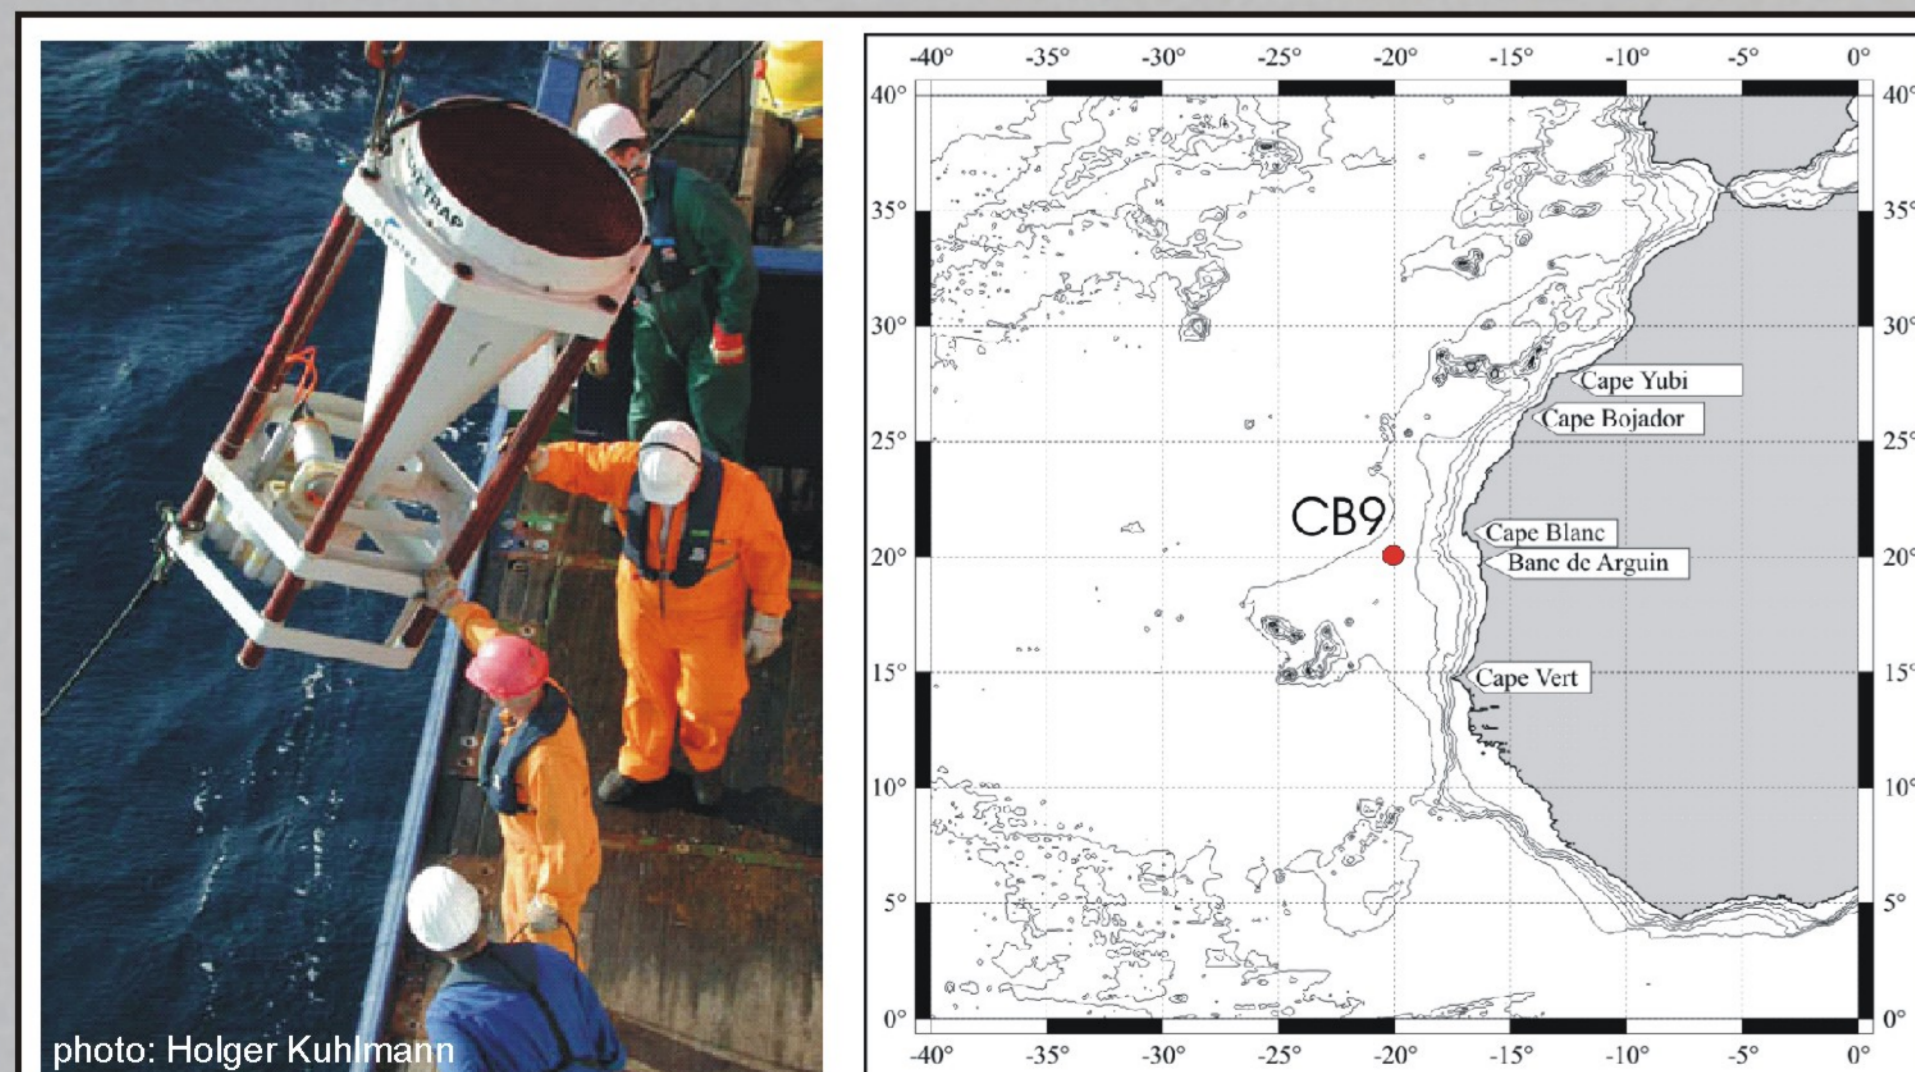 TRAP
photo: Holger Kuhlmann
-40° -35° -30° -25° -20° -15° -10° -5° 0°
40° 40°
35° 35°
30° 30°
Cape Yubi
Cape Bojador
25° 25°
CB9
Cape Blanc
20° 20°
Banc de Arguin
15° 15°
Cape Vert
10° 10°
5° 5°
0° 0°
-40° -35° -30° -25° -20° -15° -10° -5° 0°